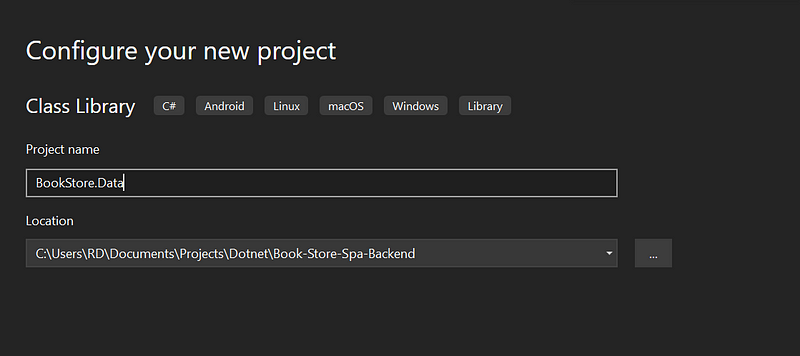 Configure your new project
Class Library C# Android Linux macOS Windows Library
Project name
BookStore.Data
Location
C:\Users\RD\Documents\Projects\Dotnet\Book-Store-Spa-Backend ...